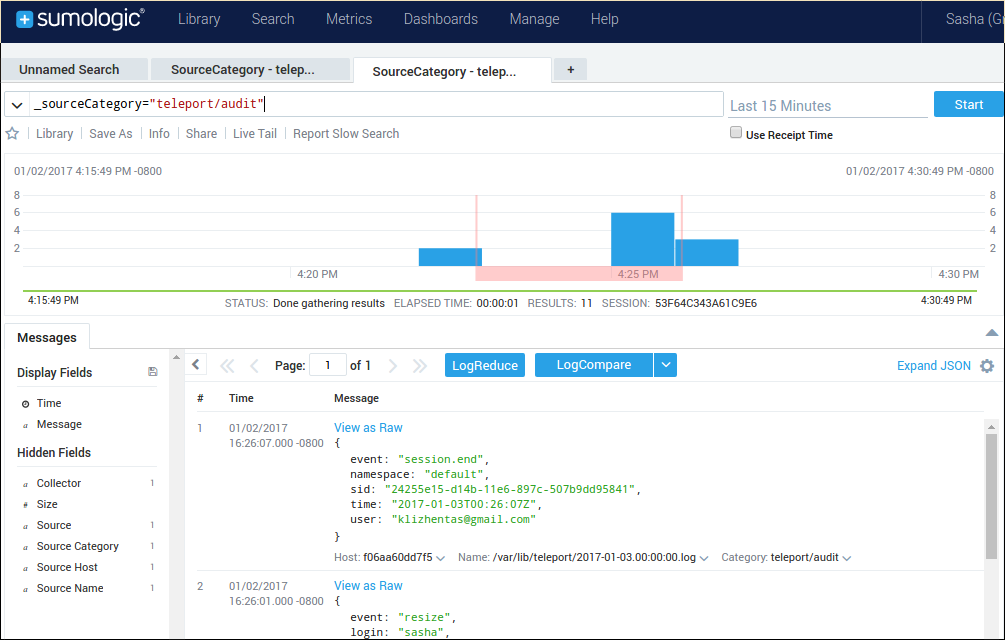 sumologic®
Library Search Metrics Dashboards Manage Help Sasha (Gr
Unnamed Search SourceCategory - telep... SourceCategory - telep... +
_sourceCategory="teleport/audit" Last 15 Minutes Start
Library Save As Info Share Live Tail Report Slow Search Use Receipt Time
01/02/2017 4:15:49 PM -0800 01/02/2017 4:30:49 PM -0800
8 8
6 6
4 4
2 2
4:20 PM 4:25 PM 4:30 PM
4:15:49 PM STATUS: Done gathering results ELAPSED TIME: 00:00:01 RESULTS: 11 SESSION: 53F64C343A61C9E6 4:30:49 PM
Messages
Page: 1 of 1 LogReduce LogCompare Expand JSON
Display Fields
a Time
a Message
Hidden Fields
a Collector 1
# Size
a Source 1
a Source Category 1
a Source Host 1
a Source Name 1
# Time Message
1 01/02/2017 View as Raw
16:26:07.000 -0800 {
event: "session.end",
namespace: "default",
sid: "24255e15-d14b-11e6-897c-507b9dd95841",
time: "2017-01-03T00:26:07Z",
user: "klizhentas@gmail.com"
}
Host: f06aa60dd7f5 Name: /var/lib/teleport/2017-01-03.00:00:00.log Category: teleport/audit
2 01/02/2017 View as Raw
16:26:01.000 -0800 {
event: "resize",
login: "sasha",